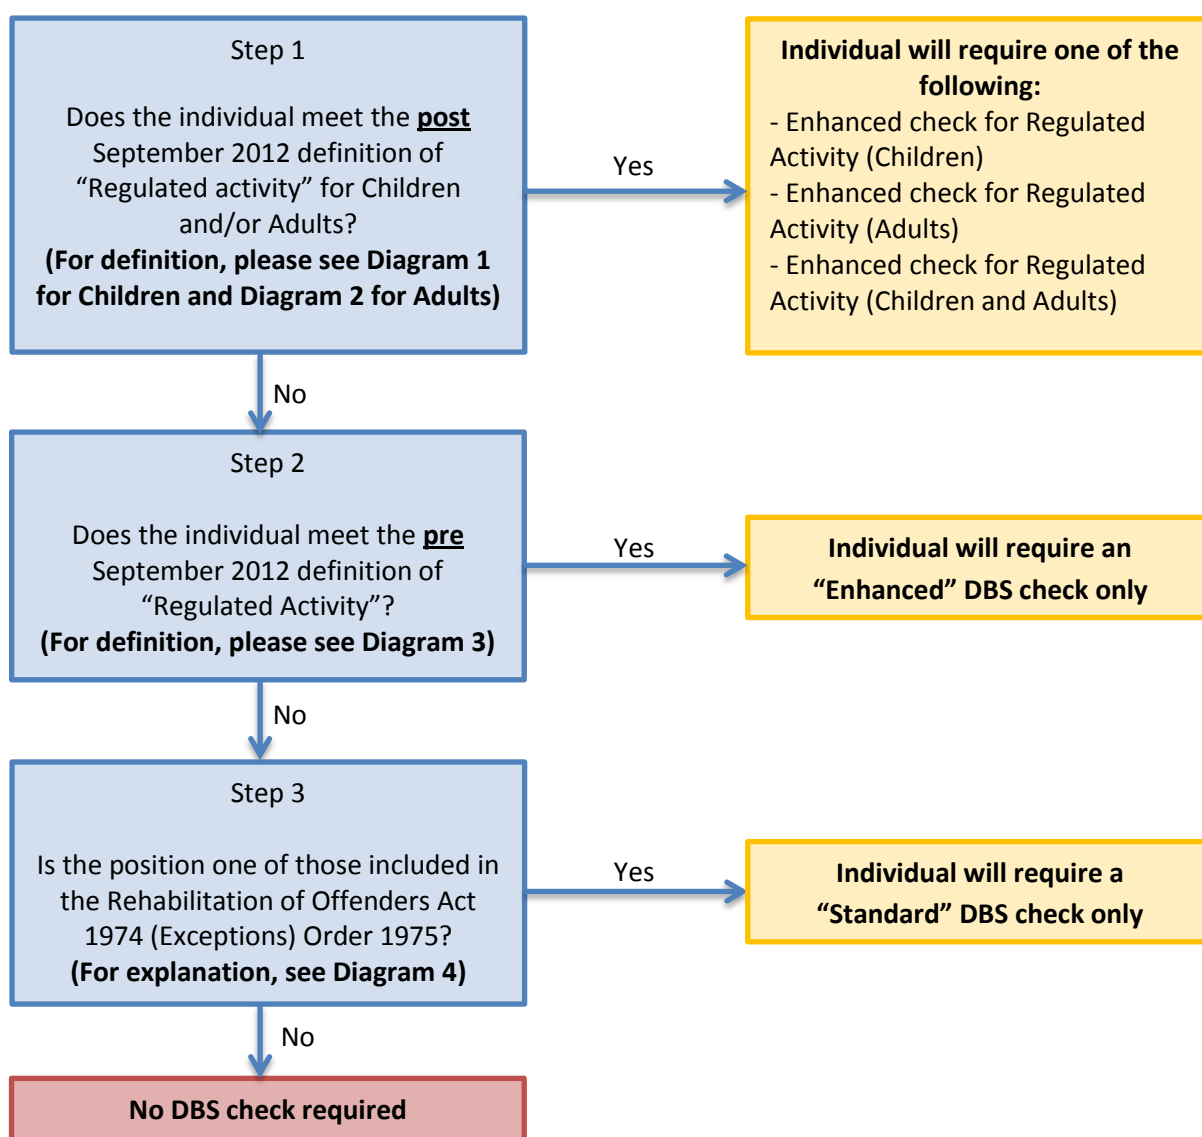 Step 1
Does the individual meet the post
September 2012 definition of
“Regulated activity” for Children
and/or Adults?
(For definition, please see Diagram 1
for Children and Diagram 2 for Adults)
Yes
Individual will require one of the
following:
- Enhanced check for Regulated
Activity (Children)
- Enhanced check for Regulated
Activity (Adults)
- Enhanced check for Regulated
Activity (Children and Adults)
No
Step 2
Does the individual meet the pre
September 2012 definition of
“Regulated Activity”?
(For definition, please see Diagram 3)
Yes
Individual will require an
“Enhanced” DBS check only
No
Step 3
Is the position one of those included in
the Rehabilitation of Offenders Act
1974 (Exceptions) Order 1975?
(For explanation, see Diagram 4)
Yes
Individual will require a
“Standard” DBS check only
No
No DBS check required